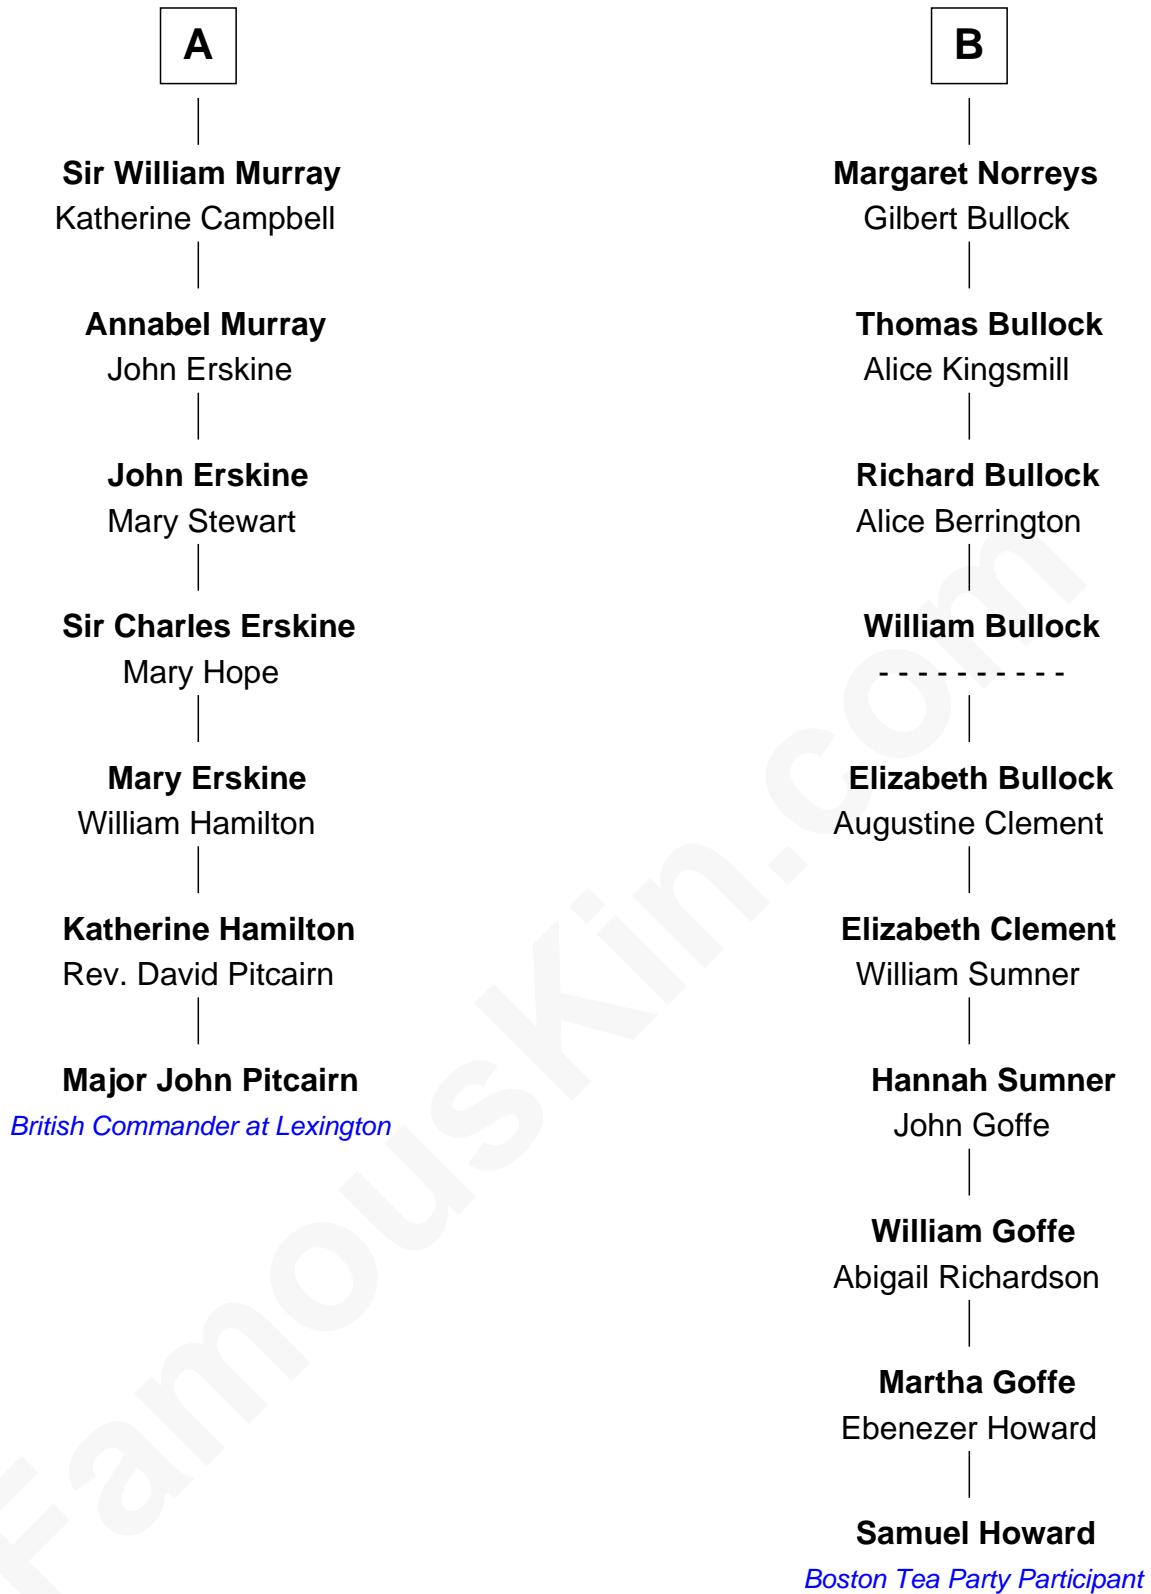 A
Sir William Murray
Katherine Campbell
Annabel Murray
John Erskine
John Erskine
Mary Stewart
Sir Charles Erskine
Mary Hope
Mary Erskine
William Hamilton
Katherine Hamilton
Rev. David Pitcairn
Major John Pitcairn
British Commander at Lexington
B
Margaret Norreys
Gilbert Bullock
Thomas Bullock
Alice Kingsmill
Richard Bullock
Alice Berrington
William Bullock
- - - - - - - - - -
Elizabeth Bullock
Augustine Clement
Elizabeth Clement
William Sumner
Hannah Sumner
John Goffe
William Goffe
Abigail Richardson
Martha Goffe
Ebenezer Howard
Samuel Howard
Boston Tea Party Participant
FamousKin.com